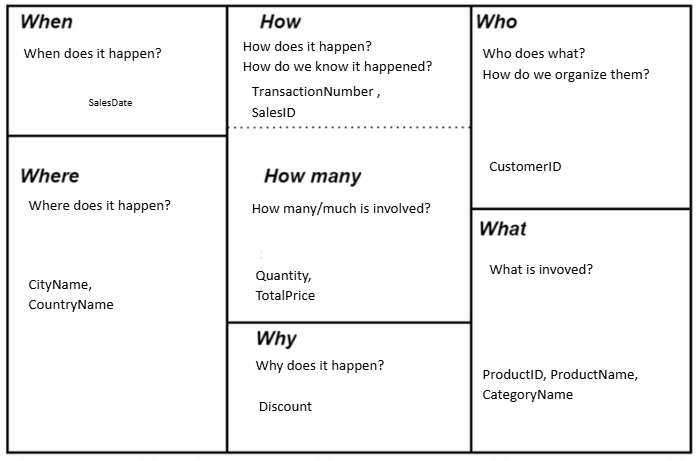 When
When does it happen?
SalesDate
How
How does it happen?
How do we know it happened?
TransactionNumber ,
SalesID
Who
Who does what?
How do we organize them?
CustomerID
Where
Where does it happen?
CityName,
CountryName
How many
How many/much is involved?
Quantity,
TotalPrice
What
What is invoved?
ProductID, ProductName,
CategoryName
Why
Why does it happen?
Discount